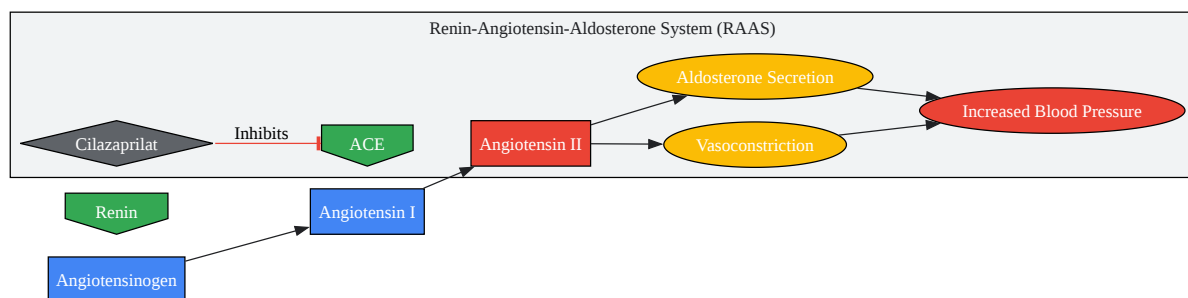 Renin-Angiotensin-Aldosterone System (RAAS)
Aldosterone Secretion
Increased Blood Pressure
Cilazaprilat
Inhibits
ACE
Angiotensin II
Vasoconstriction
Renin
Angiotensin I
Angiotensinogen